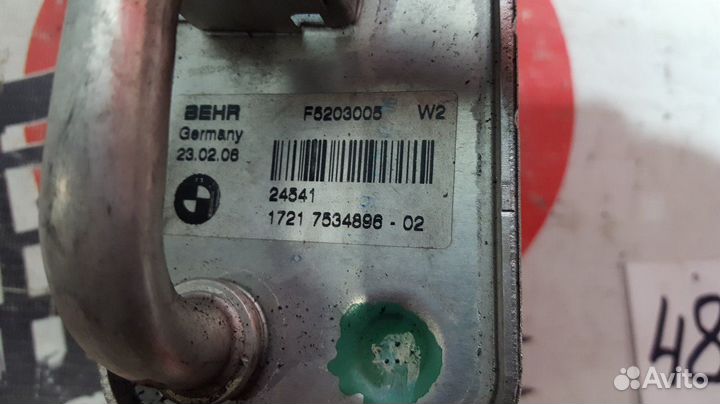 BEHR F5203005 W2
Germany
23.02.06
24541
1721 7534896 - 02
48
Avito